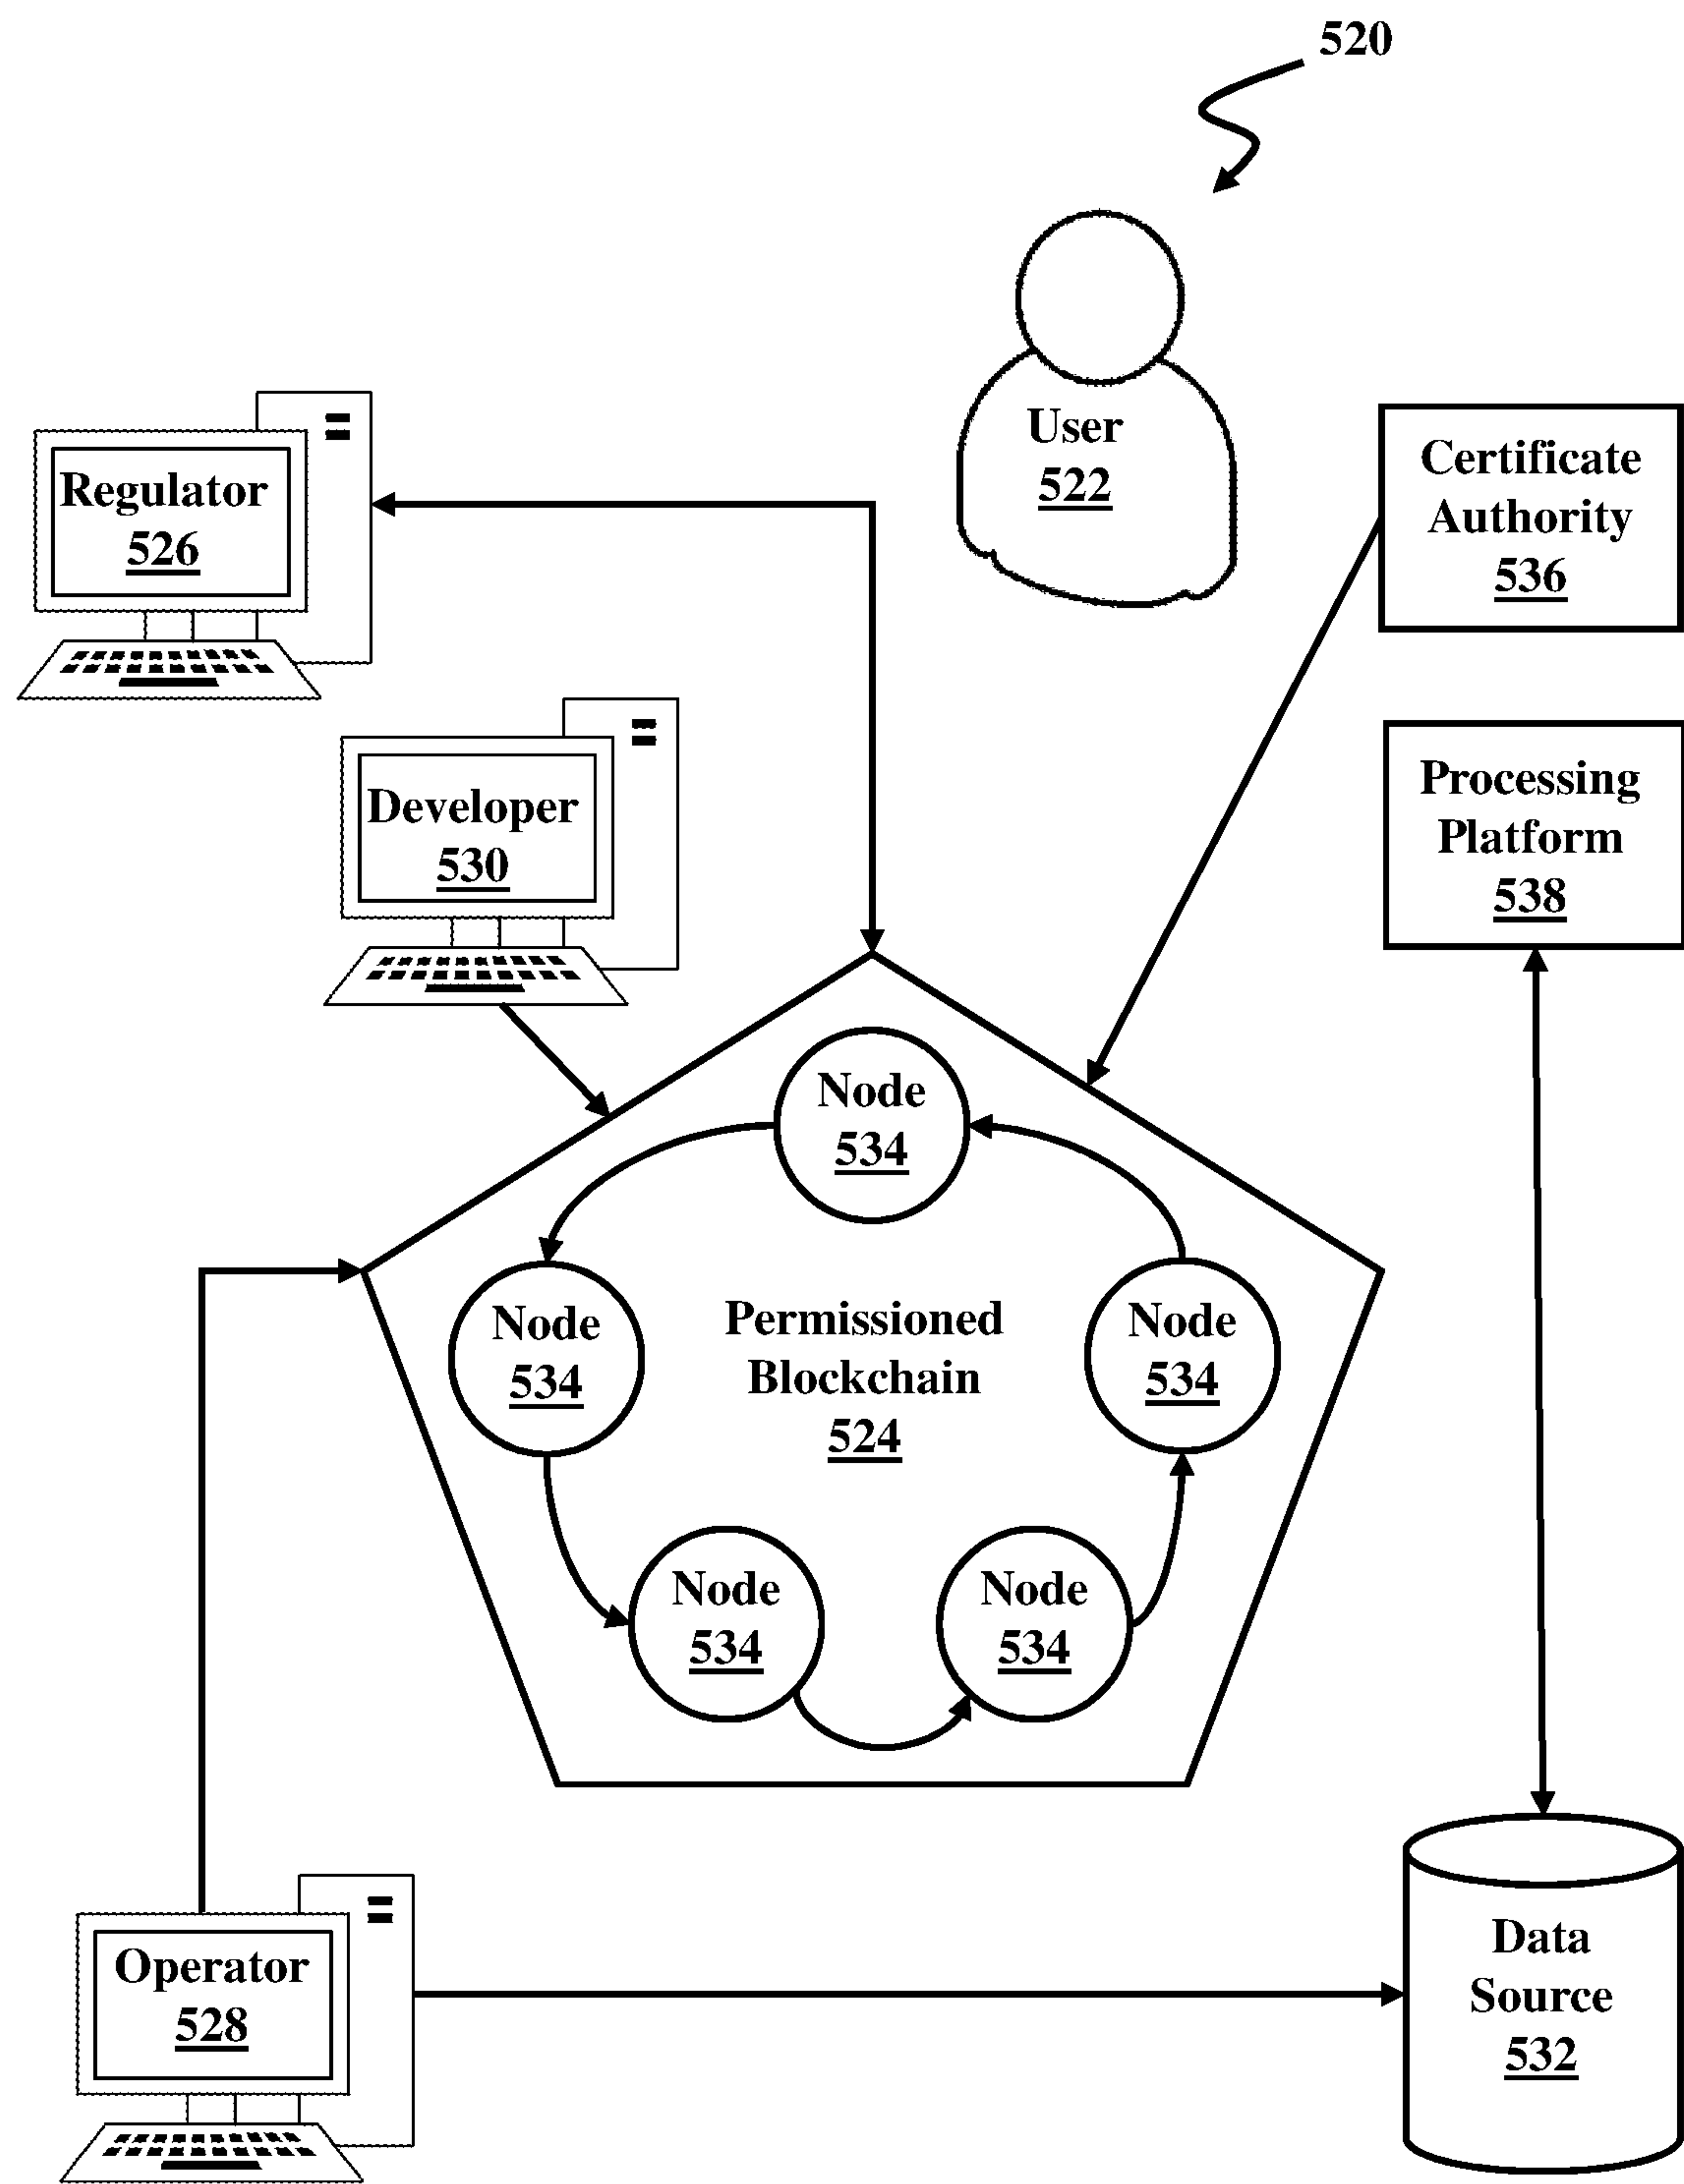 520
User
522
Regulator
526
Certificate
Authority
536
Developer
530
Processing
Platform
538
Node
534
Node
534
Permissioned
Blockchain
524
Node
534
Node
534
Node
534
Operator
528
Data
Source
532